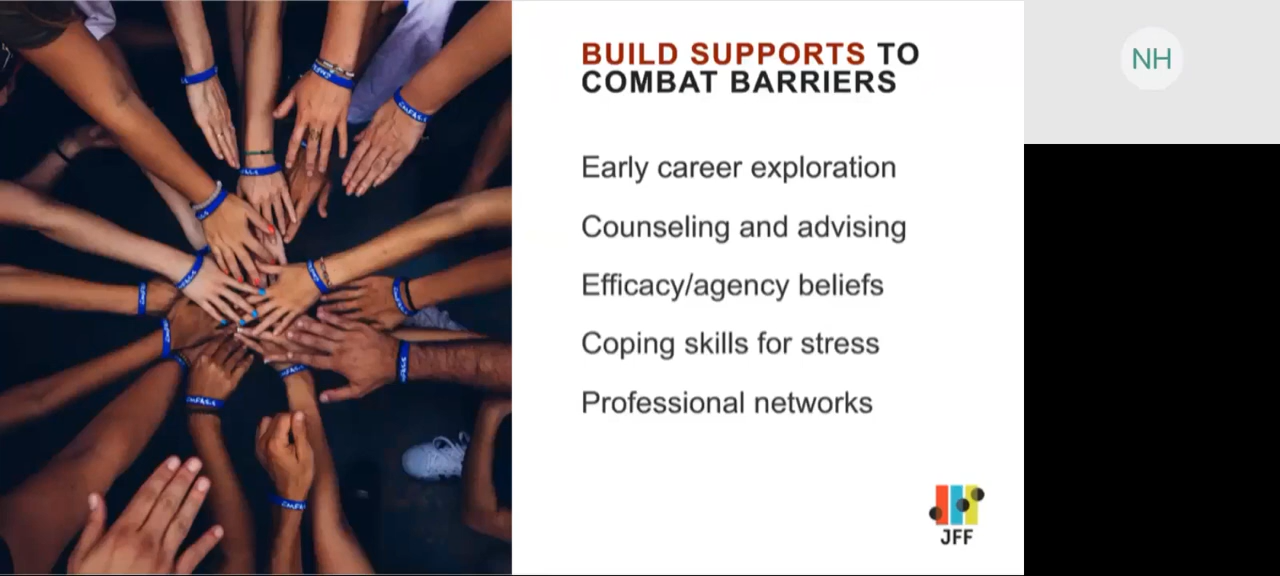 BUILD SUPPORTS TO
COMBAT BARRIERS
Early career exploration
Counseling and advising
Efficacy/agency beliefs
Coping skills for stress
Professional networks
JFF
NH